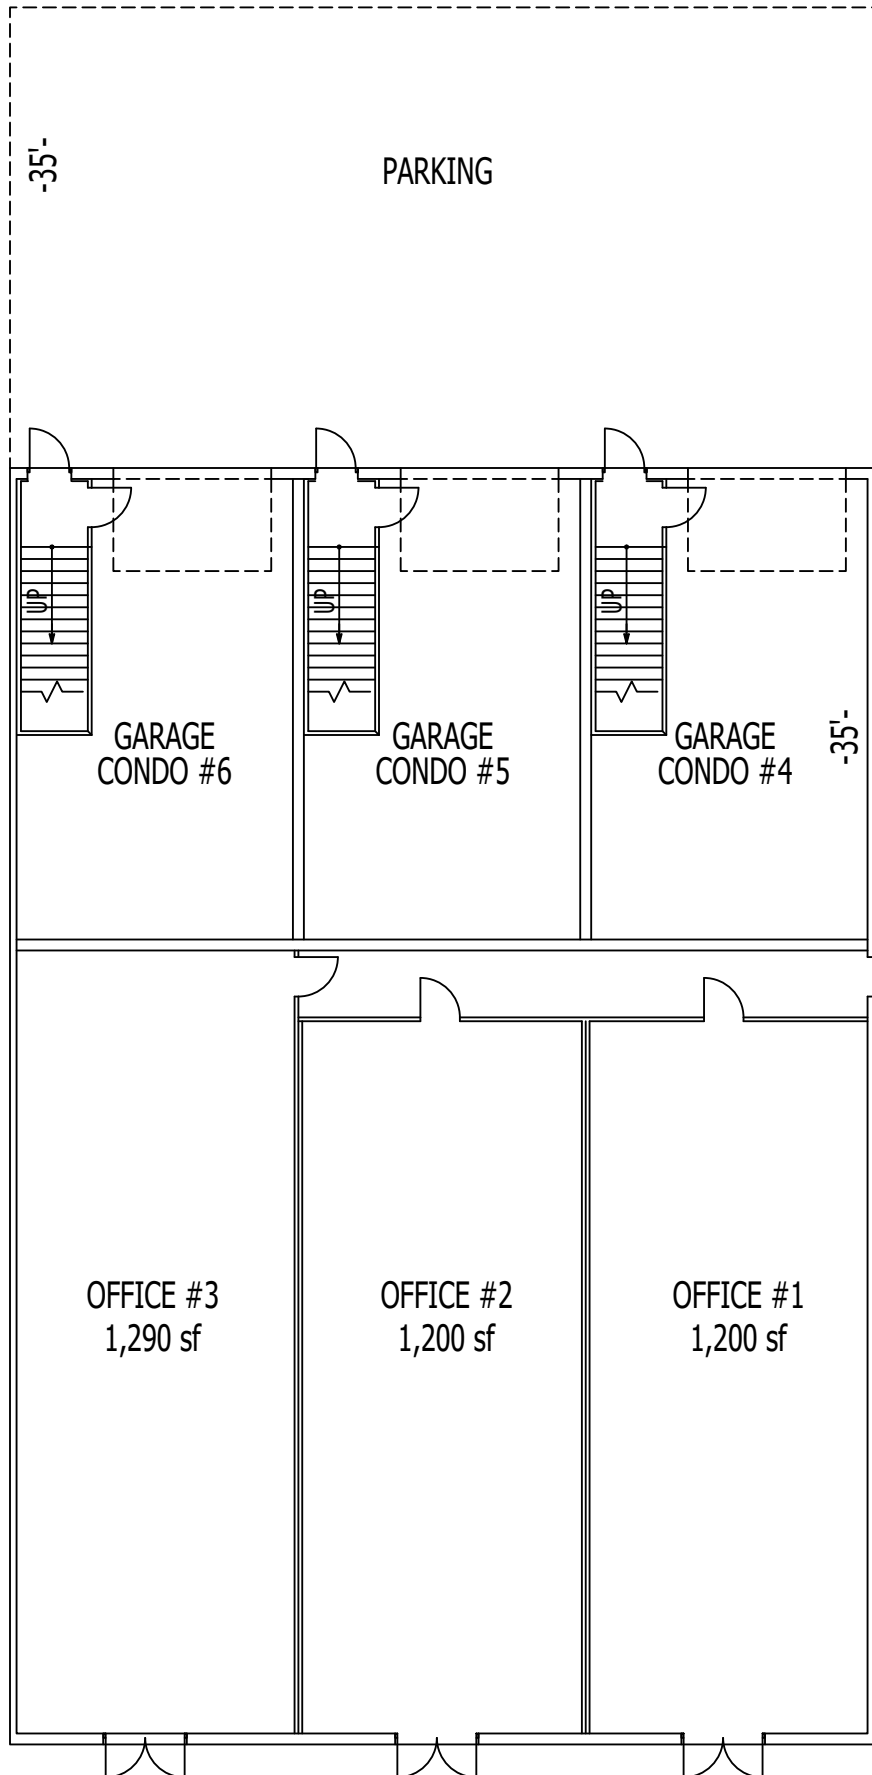 -35'-
PARKING
UP
UP
UP
GARAGE
CONDO #6
GARAGE
CONDO #5
GARAGE
CONDO #4
-35'-
OFFICE #3
1,290 sf
OFFICE #2
1,200 sf
OFFICE #1
1,200 sf